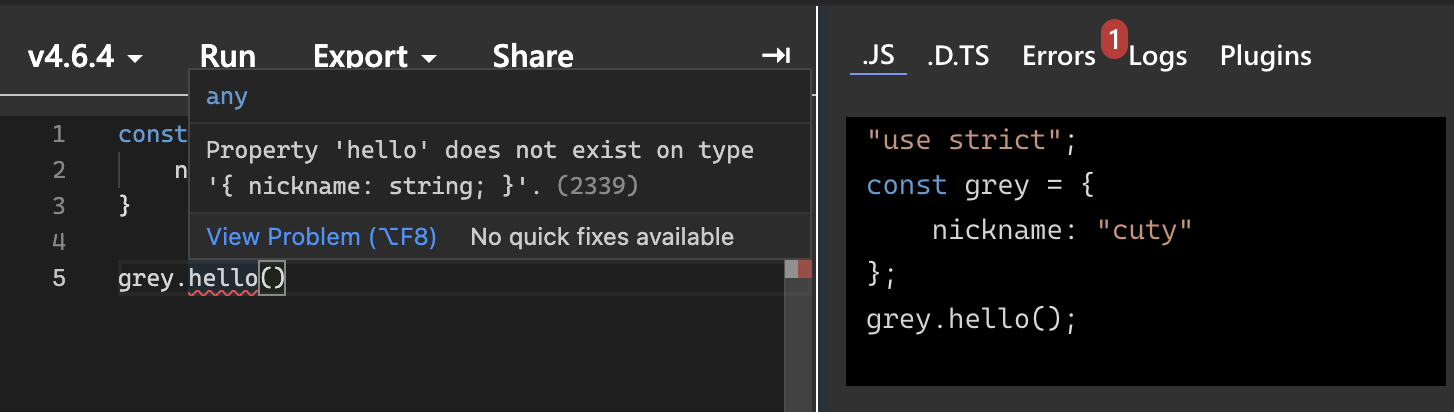 v4.6.4 Run Export Share
.JS .D.TS Errors 1 Logs Plugins
any
Property 'hello' does not exist on type
'{ nickname: string; }'. (2339)
View Problem (⌥F8) No quick fixes available
1 const
2 n
3 }
4
5 grey.hello()
"use strict";
const grey = {
nickname: "cuty"
};
grey.hello();